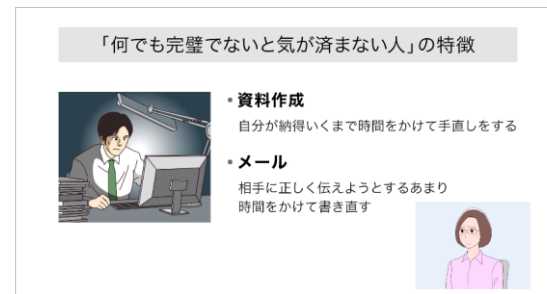 「何でも完璧でないと気が済まない人」の特徴
・資料作成
自分が納得いくまで時間をかけて手直しをする
・メール
相手に正しく伝えようとするあまり
時間をかけて書き直す